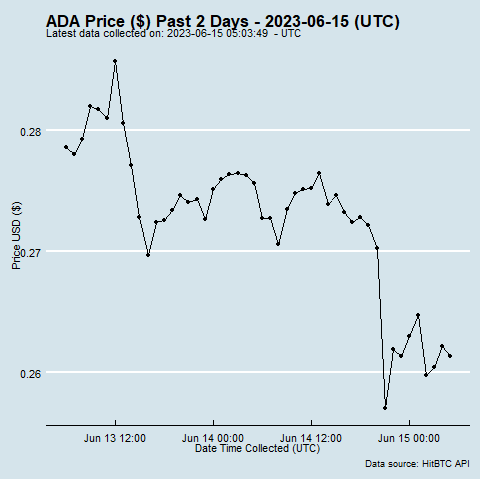 ADA Price ($) Past 2 Days - 2023-06-15 (UTC)
Latest data collected on: 2023-06-15 05:03:49 - UTC
Price USD ($)
0.28
0.27
0.26
Jun 13 12:00 Jun 14 00:00 Jun 14 12:00 Jun 15 00:00
Date Time Collected (UTC)
Data source: HitBTC API